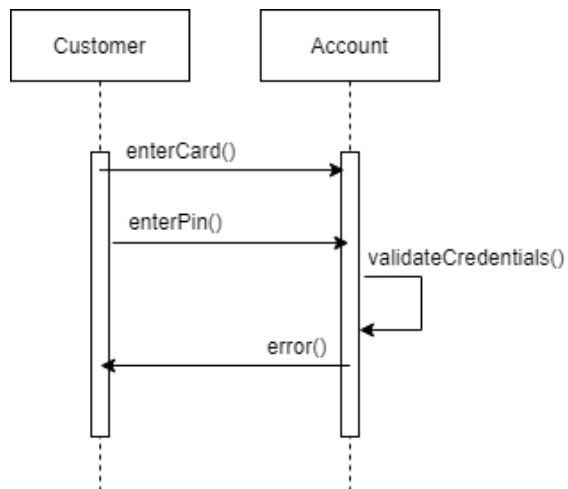 Customer
Account
enterCard()
enterPin()
validateCredentials()
error()